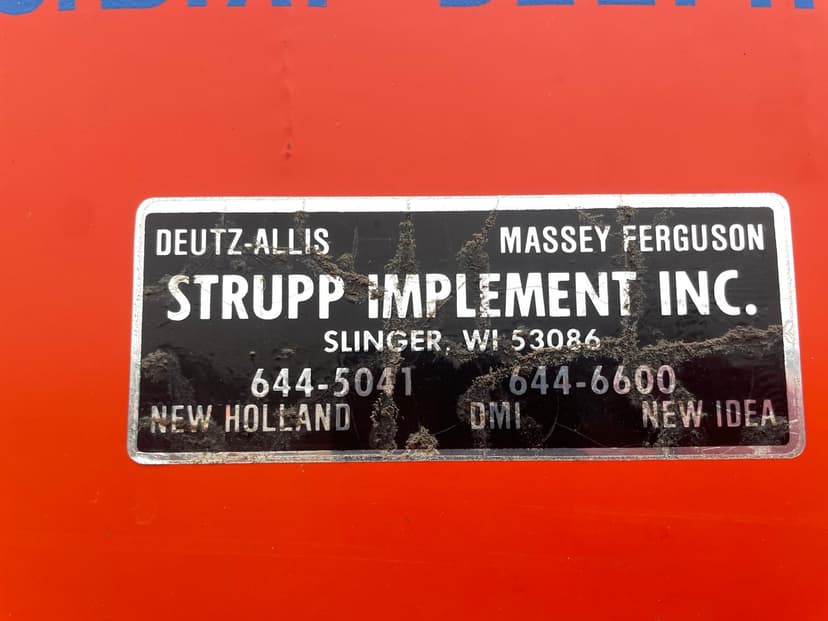 DEUTZ-ALLIS MASSEY FERGUSON
STRUPP IMPLEMENT INC.
SLINGER, WI 53086
644-5041 644-6600
NEW HOLLAND DMI NEW IDEA